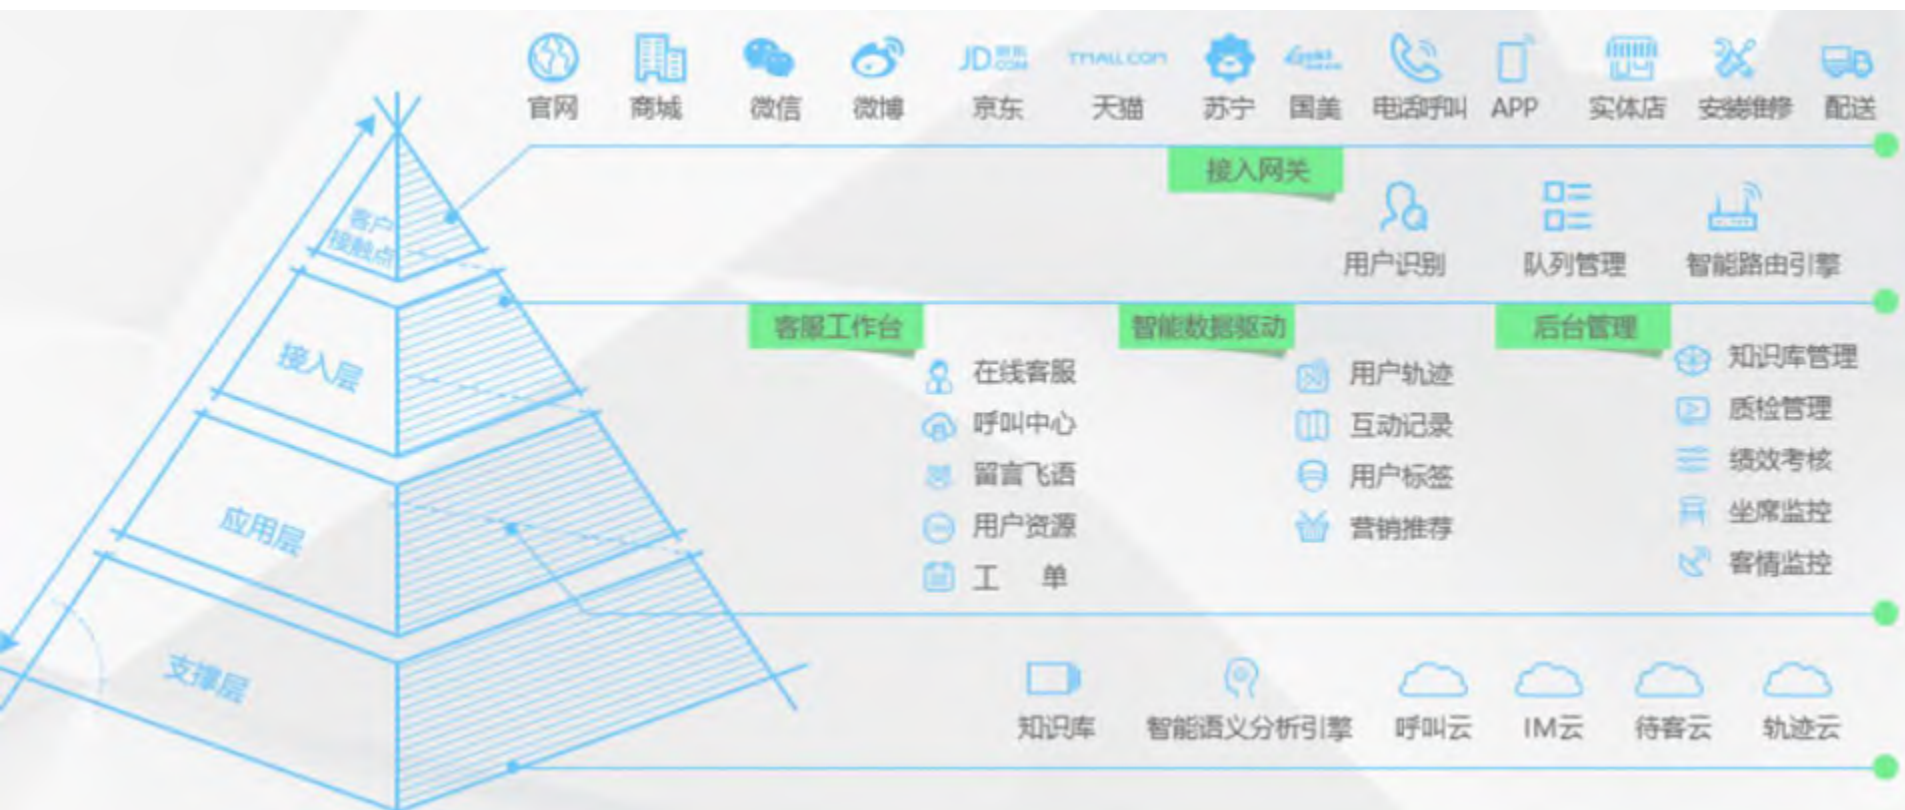 JD 京东 .COM
TMALL.COM
官网 商城 微信 微博 京东 天猫 苏宁 国美 电话呼叫 APP 实体店 安装维修 配送
接入网关
用户识别 队列管理 智能路由引擎
客户
接触点
接入层
应用层
支撑层
客服工作台
在线客服
呼叫中心
留言飞语
用户资源
工 单
智能数据驱动
用户轨迹
互动记录
用户标签
营销推荐
后台管理
知识库管理
质检管理
绩效考核
坐席监控
客情监控
知识库 智能语义分析引擎 呼叫云 IM云 待客云 轨迹云